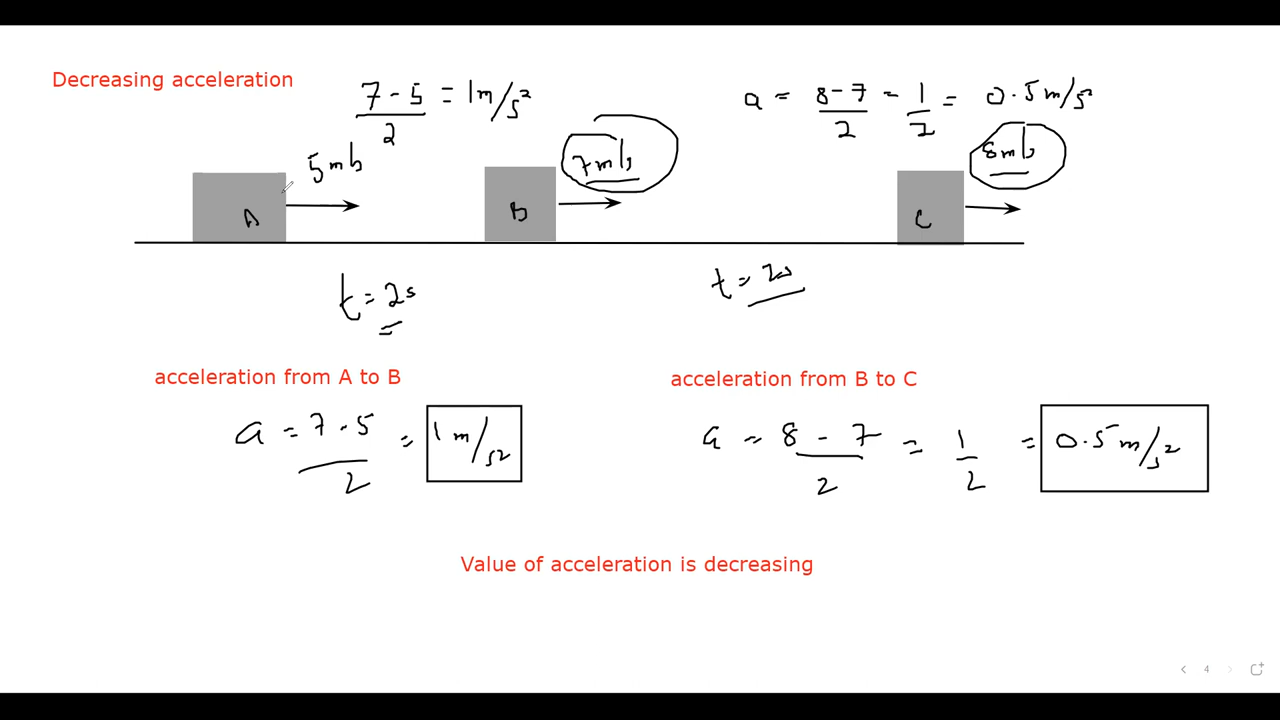 Decreasing acceleration
7 - 5 / 2 = 1 m/s²
a = 8 - 7 / 2 = 1 / 2 = 0.5 m/s²
5 m/s
7 m/s
8 m/s
A
B
C
t = 2s
t = 2s
acceleration from A to B
acceleration from B to C
a = 7 - 5 / 2 = 1 m/s²
a = 8 - 7 / 2 = 1 / 2 = 0.5 m/s²
Value of acceleration is decreasing
4